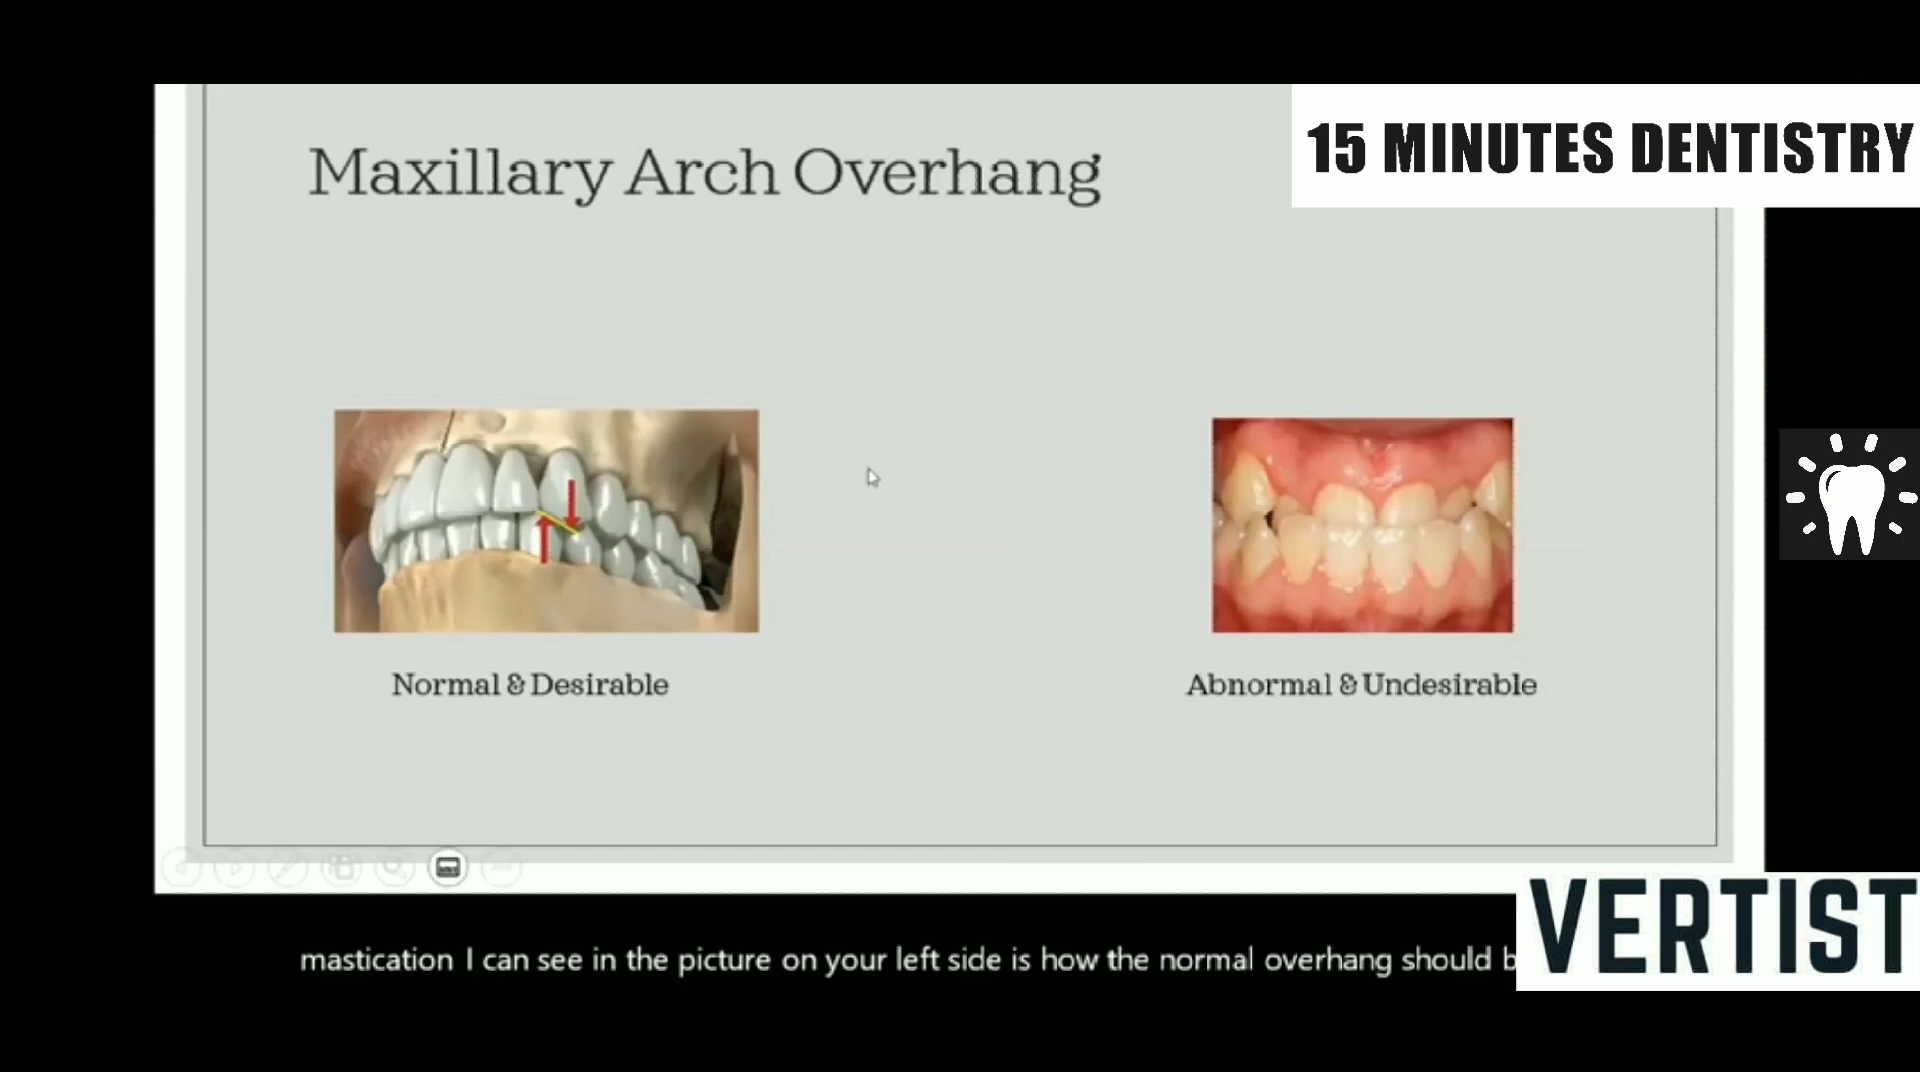 15 MINUTES DENTISTRY
Maxillary Arch Overhang
Normal & Desirable
Abnormal & Undesirable
mastication I can see in the picture on your left side is how the normal overhang should
VERTIST